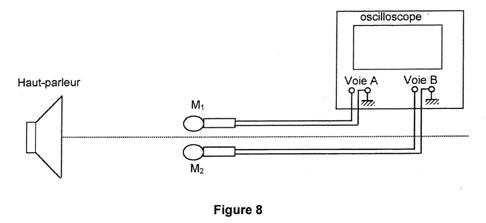 oscilloscope
Voie A Voie B
Haut-parleur
M₁
M₂
Figure 8